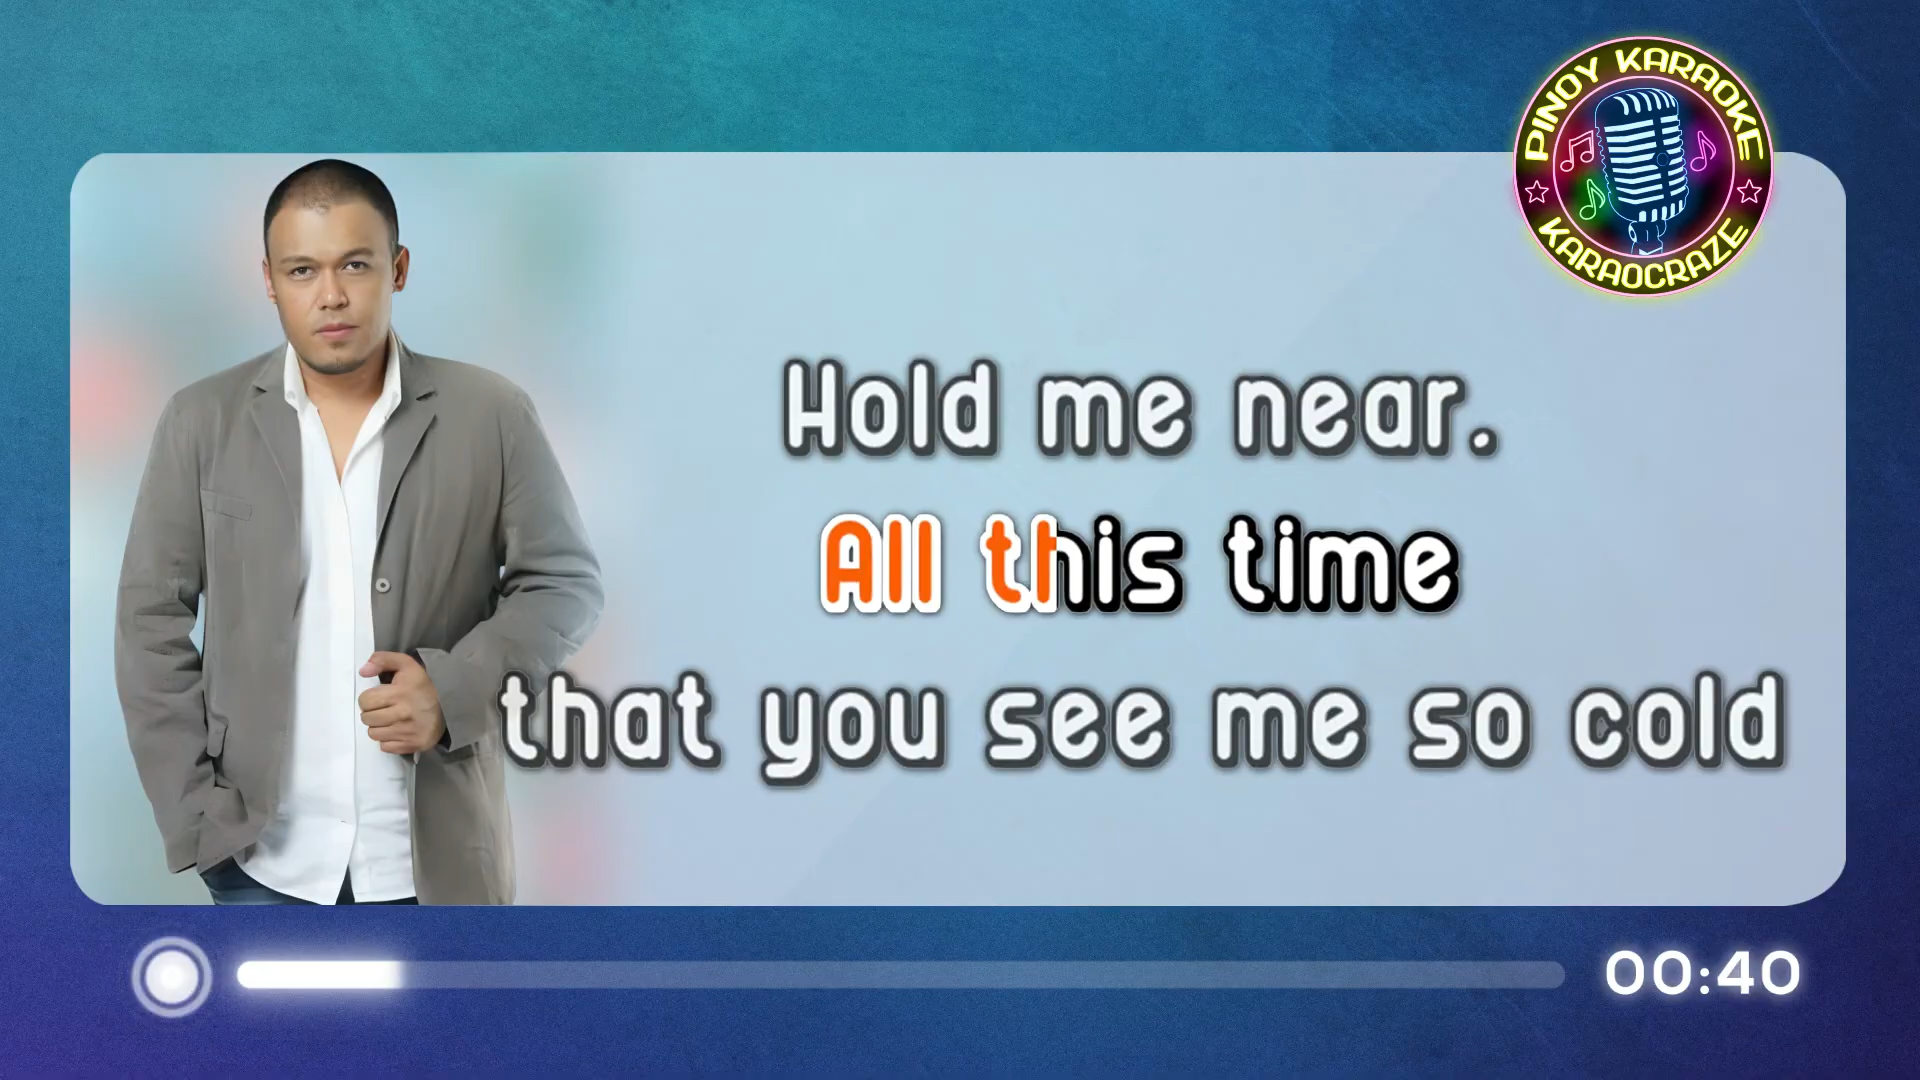 PINOY KARAOKE
KARAOCRAZE
Hold me near.
All this time
that you see me so cold
00:40